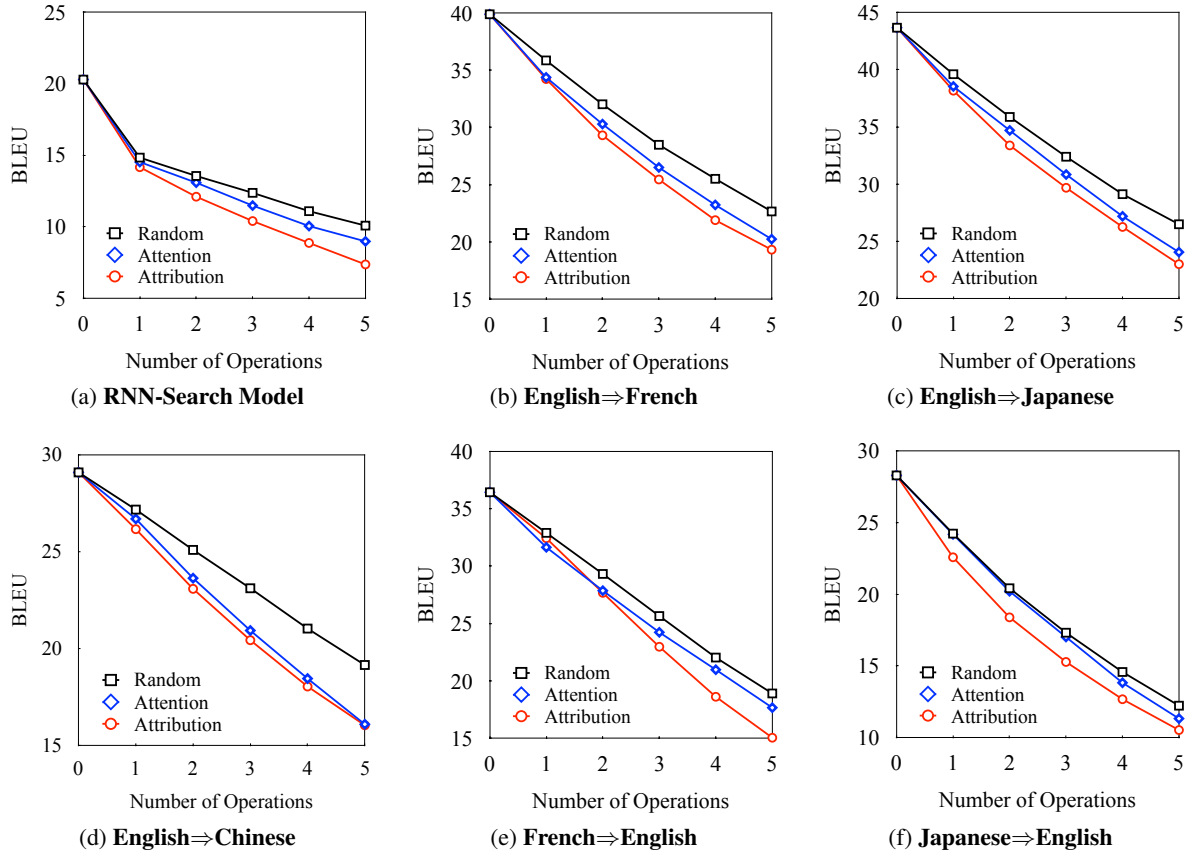 25
20
15
10
5
BLEU
Random
Attention
Attribution
0 1 2 3 4 5
Number of Operations
(a) RNN-Search Model
40
35
30
25
20
15
BLEU
Random
Attention
Attribution
0 1 2 3 4 5
Number of Operations
(b) English⇒French
45
40
35
30
25
20
BLEU
Random
Attention
Attribution
0 1 2 3 4 5
Number of Operations
(c) English⇒Japanese
30
25
20
15
BLEU
Random
Attention
Attribution
0 1 2 3 4 5
Number of Operations
(d) English⇒Chinese
40
35
30
25
20
15
BLEU
Random
Attention
Attribution
0 1 2 3 4 5
Number of Operations
(e) French⇒English
30
25
20
15
10
BLEU
Random
Attention
Attribution
0 1 2 3 4 5
Number of Operations
(f) Japanese⇒English